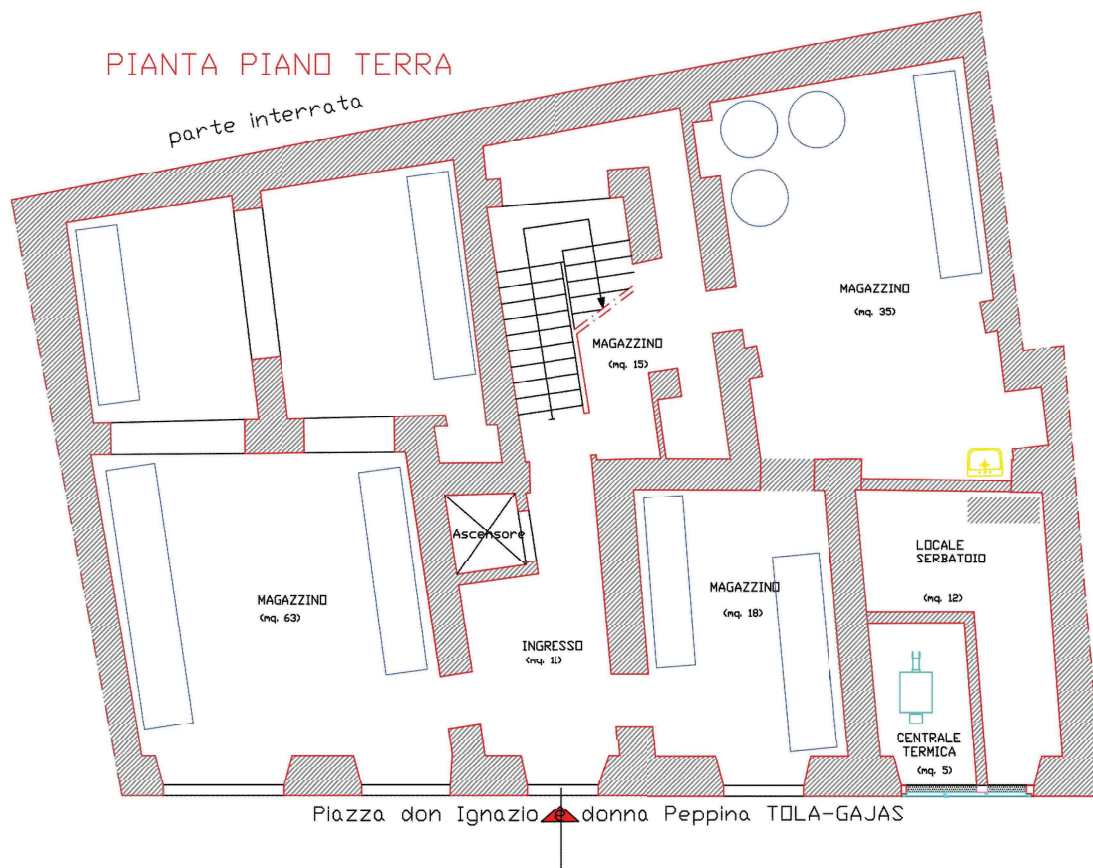 PIANTA PIANO TERRA
parte interrata
MAGAZZINO
(mq. 35)
MAGAZZINO
(mq. 15)
Ascensore
LOCALE
SERBATOIO
(mq. 12)
MAGAZZINO
(mq. 63)
MAGAZZINO
(mq. 18)
INGRESSO
(mq. 11)
CENTRALE
TERMICA
(mq. 5)
Piazza don Ignazio e donna Peppina TOLA-GAJAS